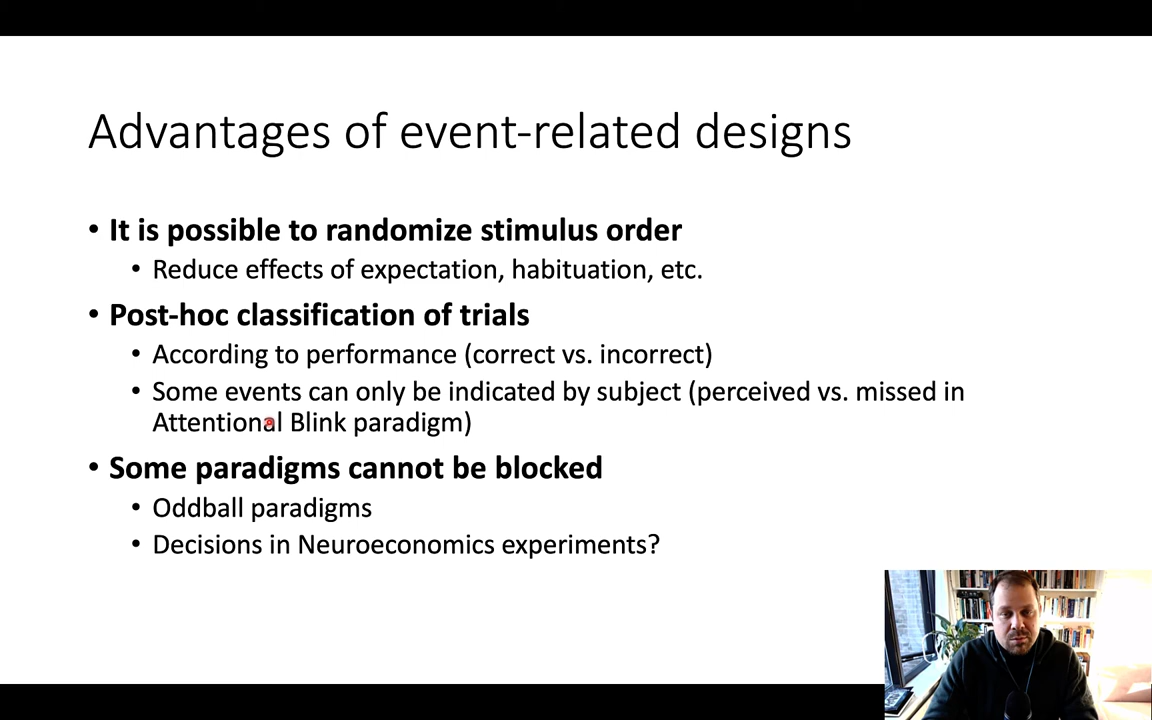 Advantages of event-related designs
• It is possible to randomize stimulus order
• Reduce effects of expectation, habituation, etc.
• Post-hoc classification of trials
• According to performance (correct vs. incorrect)
• Some events can only be indicated by subject (perceived vs. missed in
Attentional Blink paradigm)
• Some paradigms cannot be blocked
• Oddball paradigms
• Decisions in Neuroeconomics experiments?